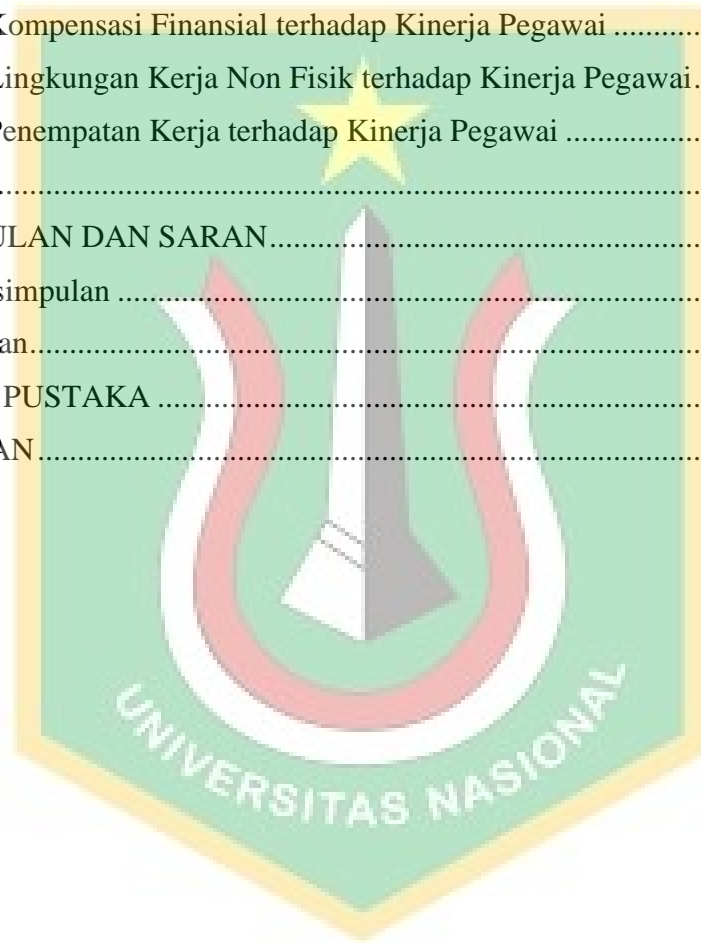 Kompensasi Finansial terhadap Kinerja Pegawai ...........
Lingkungan Kerja Non Fisik terhadap Kinerja Pegawai.
Penempatan Kerja terhadap Kinerja Pegawai .................
....................................................................................
ULAN DAN SARAN.....................................................
simpulan .......................................................................
an...................................................................................
PUSTAKA ....................................................................
AN.................................................................................
UNIVERSITAS NASIONAL